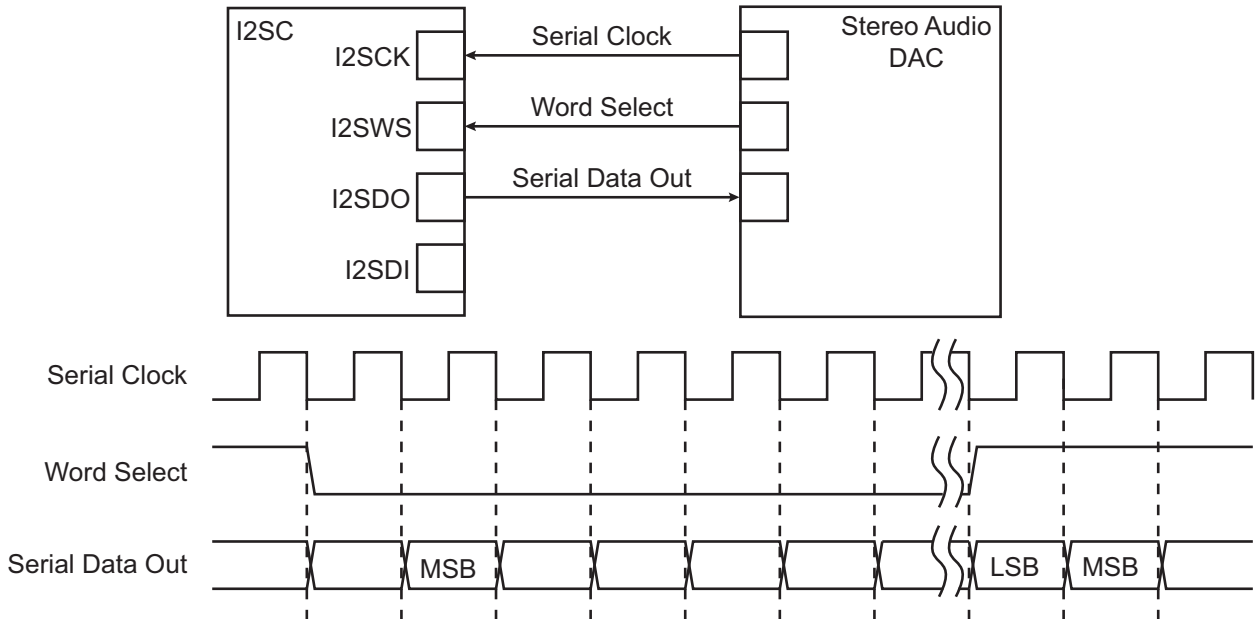 I2SC
I2SCK
I2SWS
I2SDO
I2SDI
Serial Clock
Word Select
Serial Data Out
Stereo Audio
DAC
Serial Clock
Word Select
Serial Data Out
MSB
LSB
MSB